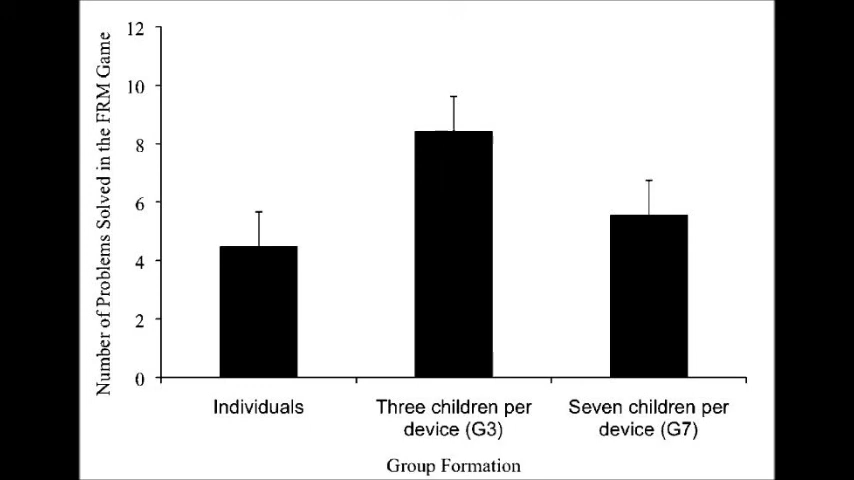 Number of Problems Solved in the FRM Game
12
10
8
6
4
2
0
Individuals
Three children per
device (G3)
Seven children per
device (G7)
Group Formation